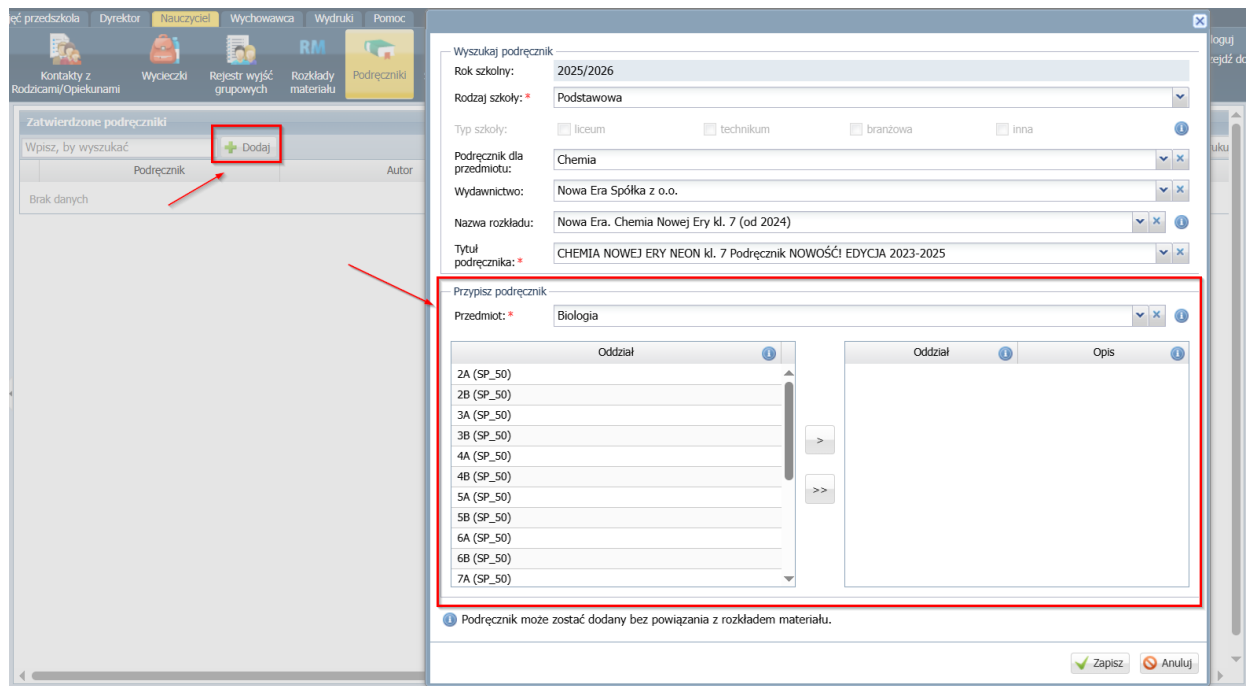 ęć przedszkola Dyrektor Nauczyciel Wychowawca Wydruki Pomoc
Kontakty z Rodzicami/Opiekunami
Wycieczki
Rejestr wyjść grupowych
RM
Rozkłady materiału
Podręczniki
loguj
Zatwierdzone podręczniki
Wpisz, by wyszukać Dodaj
Podręcznik Autor
Brak danych
Wyszukaj podręcznik
Rok szkolny: 2025/2026
Rodzaj szkoły: * Podstawowa
Typ szkoły: liceum technikum branżowa inna
Podręcznik dla
przedmiotu: Chemia
Wydawnictwo: Nowa Era Spółka z o.o.
Nazwa rozkładu: Nowa Era. Chemia Nowej Ery kl. 7 (od 2024)
Tytuł
podręcznika: * CHEMIA NOWEJ ERY NEON kl. 7 Podręcznik NOWOŚĆ! EDYCJA 2023-2025
Przypisz podręcznik
Przedmiot: * Biologia
Oddział Oddział Opis
2A (SP_50)
2B (SP_50)
3A (SP_50)
3B (SP_50)
>
4A (SP_50)
4B (SP_50)
>>
5A (SP_50)
5B (SP_50)
6A (SP_50)
6B (SP_50)
7A (SP_50)
Podręcznik może zostać dodany bez powiązania z rozkładem materiału.
Zapisz Anuluj